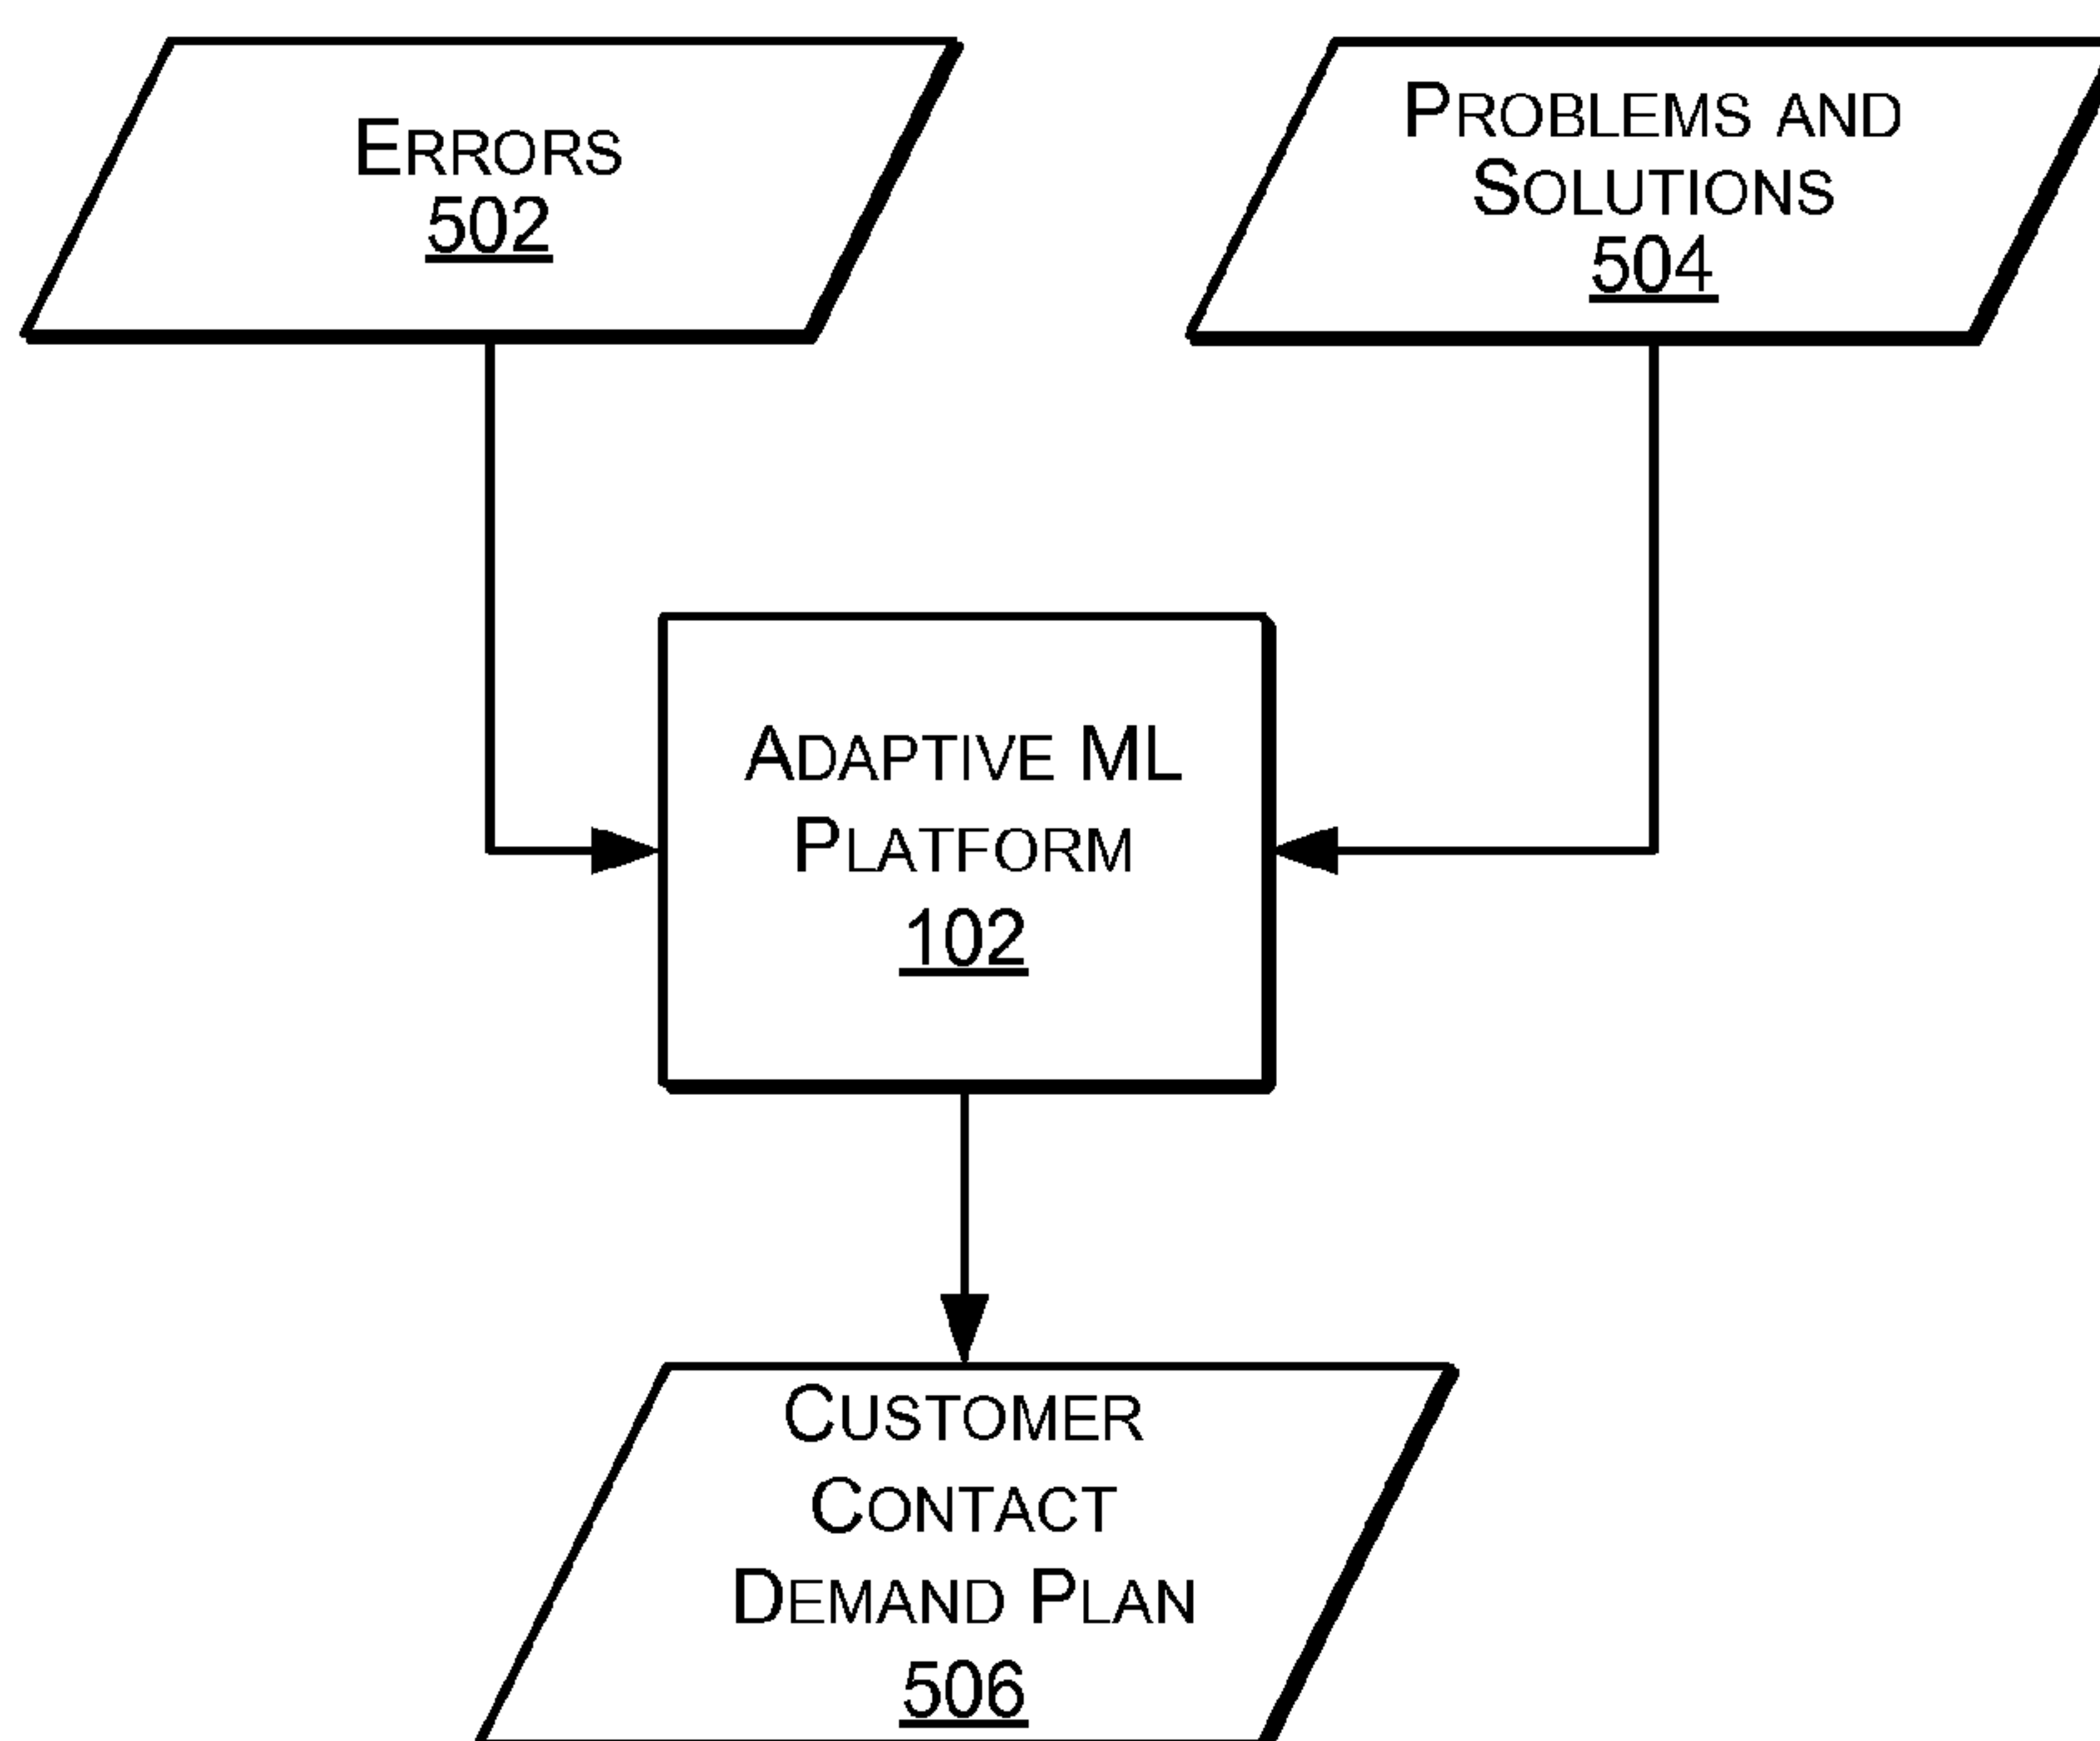 ERRORS
502
PROBLEMS AND
SOLUTIONS
504
ADAPTIVE ML
PLATFORM
102
CUSTOMER
CONTACT
DEMAND PLAN
506